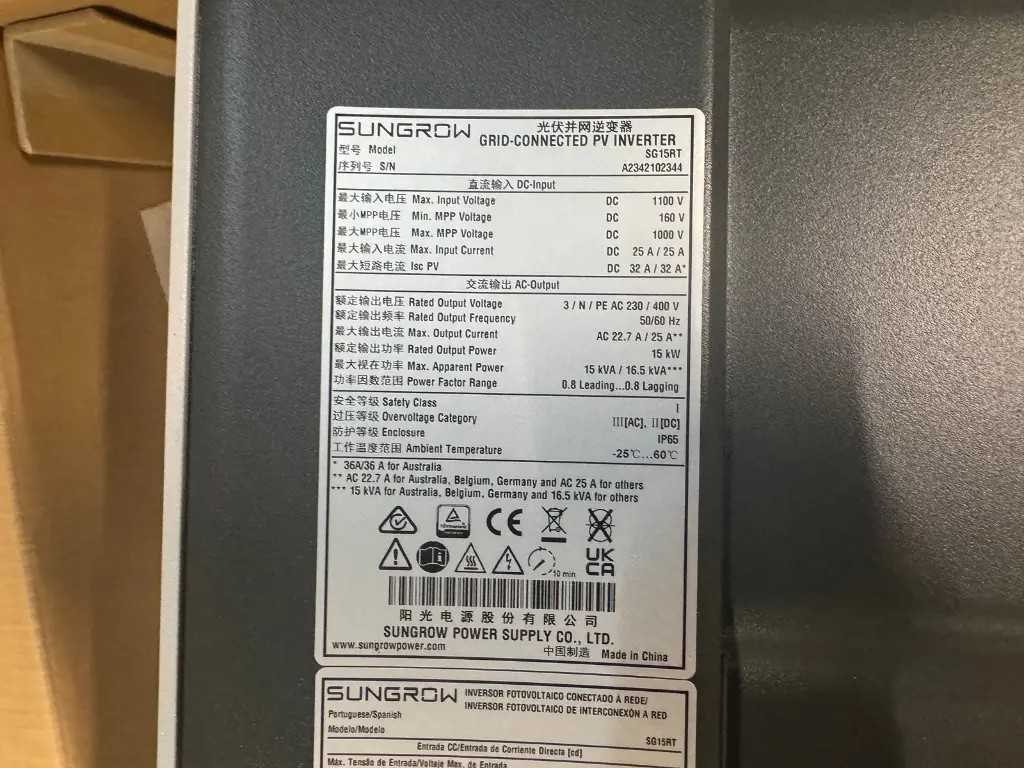 SUNGROW 光伏并网逆变器
GRID-CONNECTED PV INVERTER
型号 Model SG15RT
序列号 S/N A2342102344
直流输入 DC-Input
最大输入电压 Max. Input Voltage DC 1100 V
最小MPP电压 Min. MPP Voltage DC 160 V
最大MPP电压 Max. MPP Voltage DC 1000 V
最大输入电流 Max. Input Current DC 25 A / 25 A
最大短路电流 Isc PV DC 32 A / 32 A*
交流输出 AC-Output
额定输出电压 Rated Output Voltage 3 / N / PE AC 230 / 400 V
额定输出频率 Rated Output Frequency 50/60 Hz
最大输出电流 Max. Output Current AC 22.7 A / 25 A**
额定输出功率 Rated Output Power 15 kW
最大视在功率 Max. Apparent Power 15 kVA / 16.5 kVA***
功率因数范围 Power Factor Range 0.8 Leading...0.8 Lagging
安全等级 Safety Class I
过压等级 Overvoltage Category III[AC], II[DC]
防护等级 Enclosure IP65
工作温度范围 Ambient Temperature -25℃...60℃
* 36A/36 A for Australia
** AC 22.7 A for Australia, Belgium, Germany and AC 25 A for others
*** 15 kVA for Australia, Belgium, Germany and 16.5 kVA for others
CE
10 min
UK
CA
阳光电源股份有限公司
SUNGROW POWER SUPPLY CO., LTD.
www.sungrowpower.com 中国制造 Made in China
SUNGROW INVERSOR FOTOVOLTAICO CONECTADO À REDE/
INVERSOR FOTOVOLTAICO DE INTERCONEXIÓN A RED
Portuguese/Spanish
Modelo/Modelo SG15RT
Entrada CC/Entrada de Corriente Directa [cd]
Máx. Tensão de Entrada/Voltaje Max. de Entrada